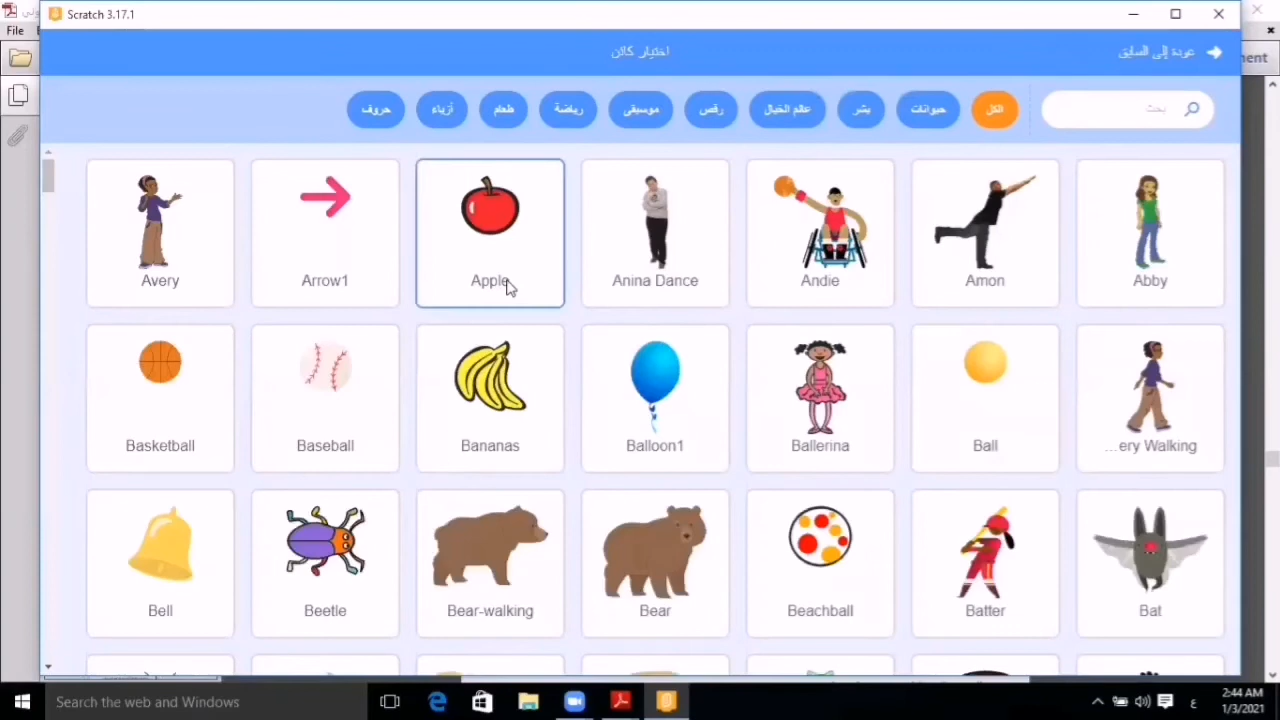 Scratch 3.17.1
File
ment
عودة إلى السابق
اختيار كائن
بحث
الكل
حيوانات
بشر
عالم الخيال
رقص
موسيقى
رياضة
طعام
أزياء
حروف
Abby
Amon
Andie
Anina Dance
Apple
Arrow1
Avery
...ery Walking
Ball
Ballerina
Balloon1
Bananas
Baseball
Basketball
Bat
Batter
Beachball
Bear
Bear-walking
Beetle
Bell
Search the web and Windows
ع
2:44 AM
1/3/2021